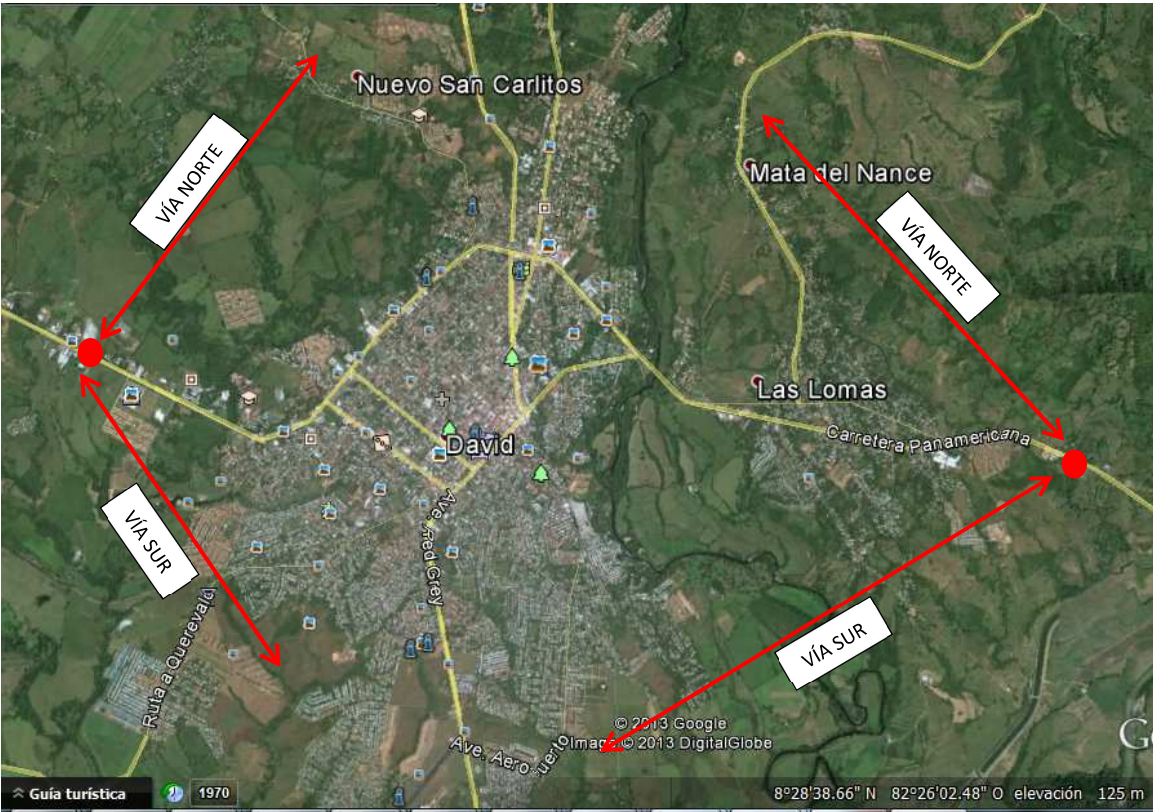 Nuevo San Carlitos
VÍA NORTE
Mata del Nance
VÍA NORTE
Las Lomas
Carretera Panamericana
David
VÍA SUR
Ave. Red Grey
Ruta a Querevalo
VÍA SUR
© 2013 Google
Image © 2013 DigitalGlobe
Ave. Aero uerto
Guía turística
1970
8°28'38.66" N 82°26'02.48" O elevación 125 m